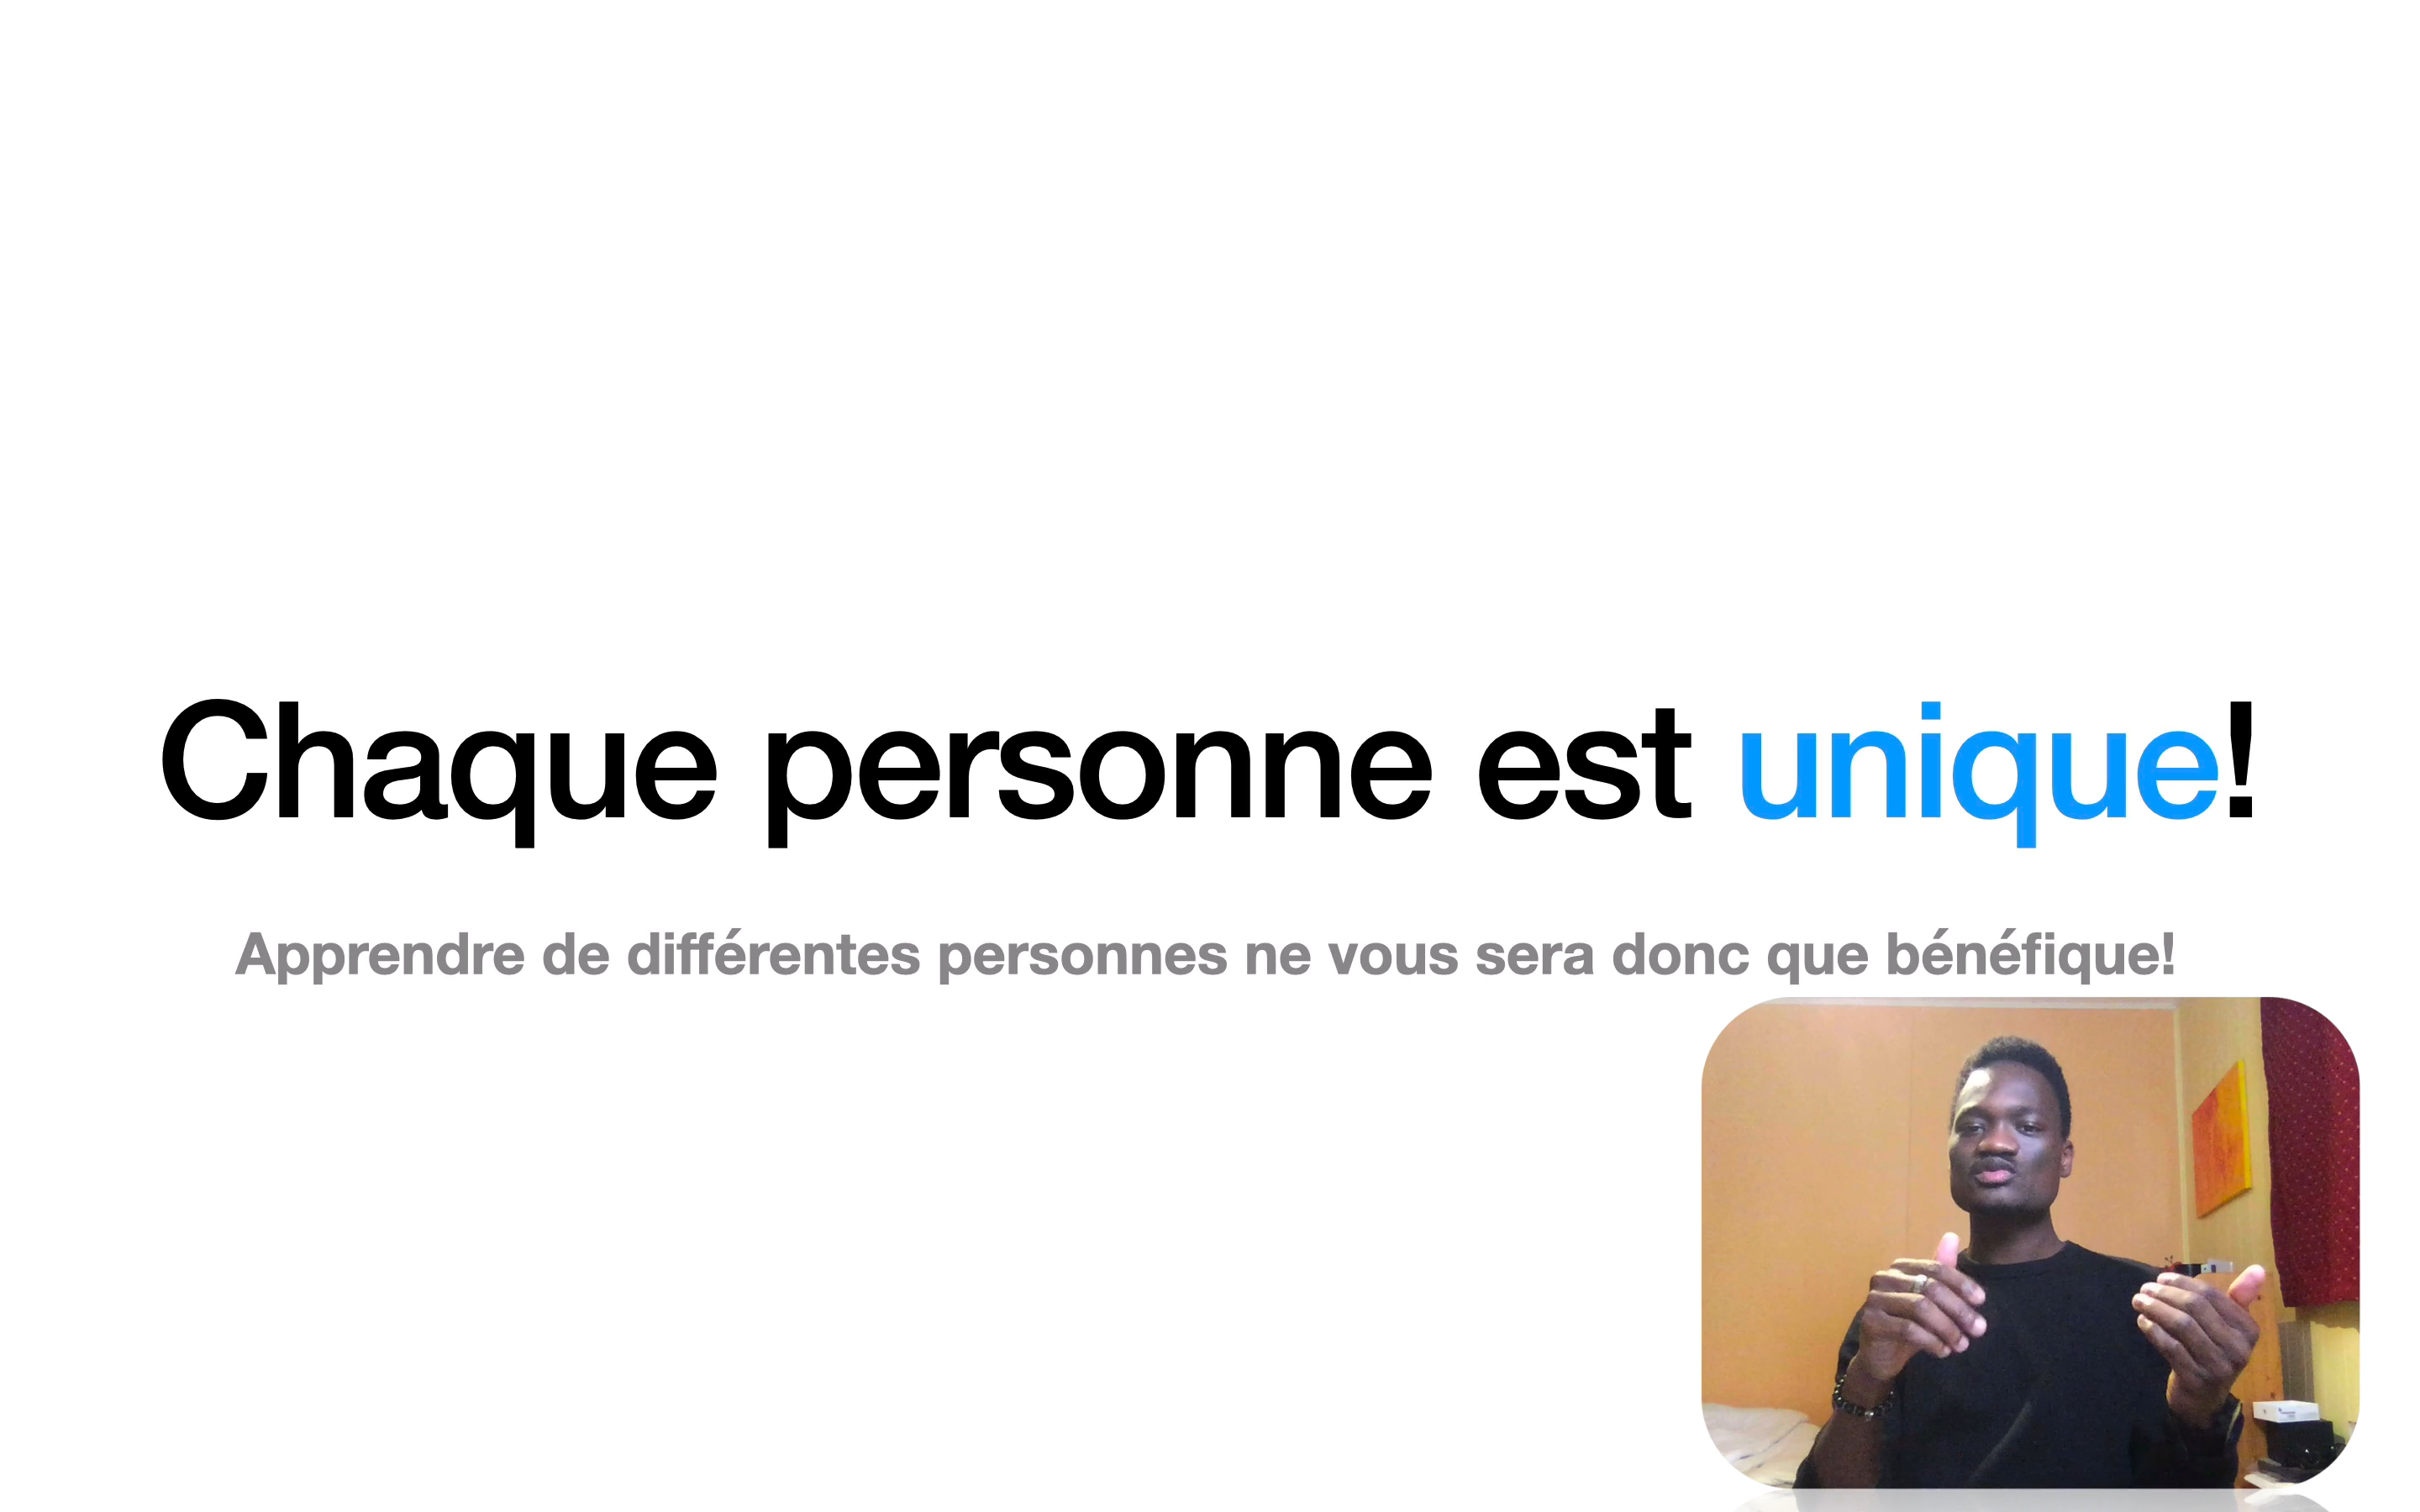 Chaque personne est unique!
Apprendre de différentes personnes ne vous sera donc que bénéfique!